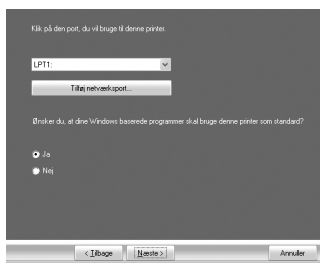 Klik på den port, du vil bruge til denne printer.
LPT1:
Tilføj netværksport...
Ønsker du, at dine Windows baserede programmer skal bruge denne printer som standard?
Ja
Nej
< Tilbage Næste > Annuller